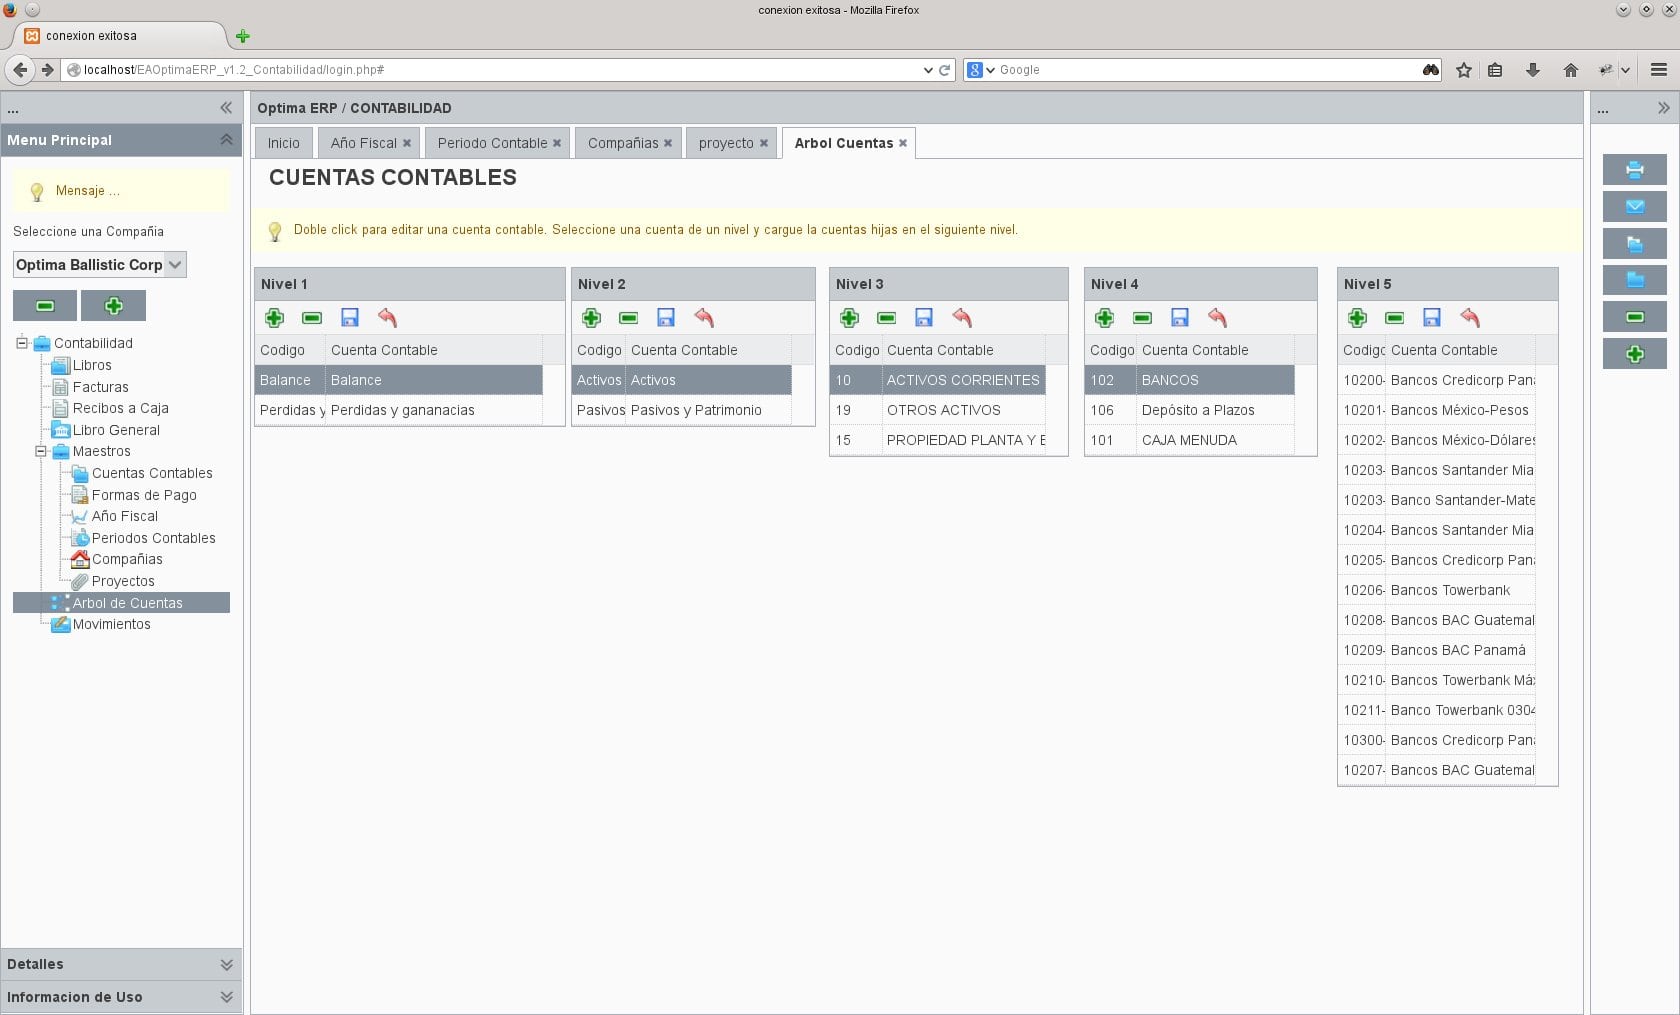 conexion exitosa - Mozilla Firefox
conexion exitosa
localhost/EAOptimaERP_v1.2_Contabilidad/login.php#
Google
...
Menu Principal
Mensaje ...
Seleccione una Compañia
Optima Ballistic Corp
Contabilidad
Libros
Facturas
Recibos a Caja
Libro General
Maestros
Cuentas Contables
Formas de Pago
Año Fiscal
Periodos Contables
Compañias
Proyectos
Arbol de Cuentas
Movimientos
Detalles
Informacion de Uso
Optima ERP / CONTABILIDAD
Inicio
Año Fiscal
Periodo Contable
Compañias
proyecto
Arbol Cuentas
CUENTAS CONTABLES
Doble click para editar una cuenta contable. Seleccione una cuenta de un nivel y cargue la cuentas hijas en el siguiente nivel.
Nivel 1
Codigo Cuenta Contable
Balance Balance
Perdidas y Perdidas y gananacias
Nivel 2
Codigo Cuenta Contable
Activos Activos
Pasivos Pasivos y Patrimonio
Nivel 3
Codigo Cuenta Contable
10 ACTIVOS CORRIENTES
19 OTROS ACTIVOS
15 PROPIEDAD PLANTA Y E
Nivel 4
Codigo Cuenta Contable
102 BANCOS
106 Depósito a Plazos
101 CAJA MENUDA
Nivel 5
Codigo Cuenta Contable
10200- Bancos Credicorp Pana
10201- Bancos México-Pesos
10202- Bancos México-Dólares
10203- Bancos Santander Mia
10203- Banco Santander-Mate
10204- Bancos Santander Mia
10205- Bancos Credicorp Pana
10206- Bancos Towerbank
10208- Bancos BAC Guatemal
10209- Bancos BAC Panamá
10210- Bancos Towerbank Máx
10211- Banco Towerbank 0304
10300- Bancos Credicorp Pana
10207- Bancos BAC Guatemal
...